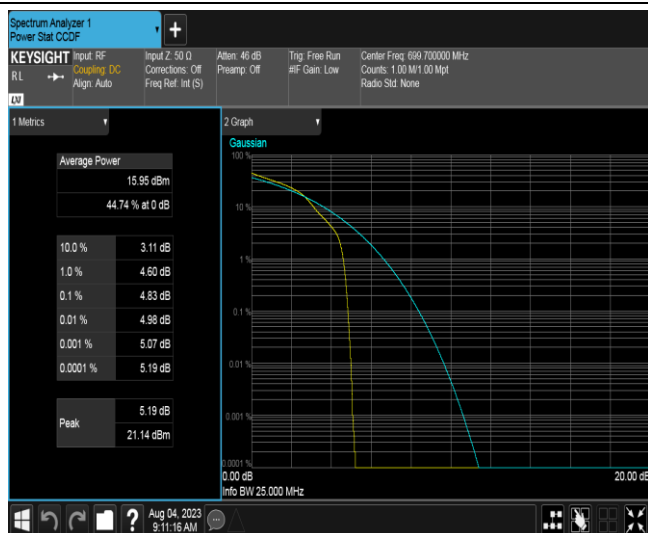 Spectrum Analyzer 1
Power Stat CCDF
+
KEYSIGHT Input: RF Input Z: 50 Ω Atten: 46 dB Trig: Free Run Center Freq: 699.700000 MHz
RL Coupling: DC Corrections: Off Preamp: Off #IF Gain: Low Counts: 1.00 M/1.00 Mpt
Align: Auto Freq Ref: Int (S) Radio Std: None
LXI
1 Metrics
Average Power
15.95 dBm
44.74 % at 0 dB
10.0 % 3.11 dB
1.0 % 4.60 dB
0.1 % 4.83 dB
0.01 % 4.98 dB
0.001 % 5.07 dB
0.0001 % 5.19 dB
Peak 5.19 dB
21.14 dBm
2 Graph
Gaussian
100 %
10 %
1 %
0.1 %
0.01 %
0.001 %
0.0001 %
0.00 dB 20.00 dB
Info BW 25.000 MHz
? Aug 04, 2023
9:11:16 AM